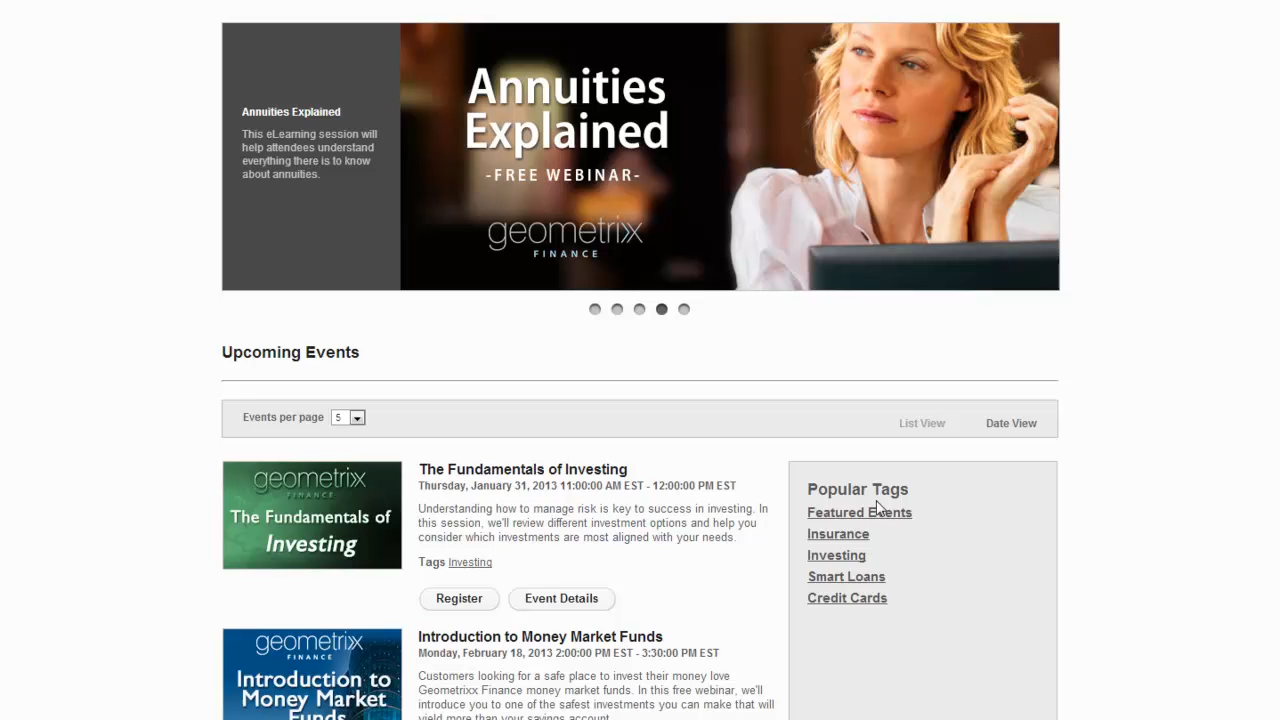 Annuities Explained
This eLearning session will
help attendees understand
everything there is to know
about annuities.
Annuities
Explained
-FREE WEBINAR-
geometrixx
FINANCE
Upcoming Events
Events per page 5
List View Date View
geometrixx
FINANCE
The Fundamentals of
Investing
The Fundamentals of Investing
Thursday, January 31, 2013 11:00:00 AM EST - 12:00:00 PM EST
Understanding how to manage risk is key to success in investing. In
this session, we'll review different investment options and help you
consider which investments are most aligned with your needs.
Tags Investing
Register Event Details
Popular Tags
Featured Events
Insurance
Investing
Smart Loans
Credit Cards
geometrixx
FINANCE
Introduction to
Money Market
Funds
Introduction to Money Market Funds
Monday, February 18, 2013 2:00:00 PM EST - 3:30:00 PM EST
Customers looking for a safe place to invest their money love
Geometrixx Finance money market funds. In this free webinar, we'll
introduce you to one of the safest investments you can make that will
yield more than your savings account.